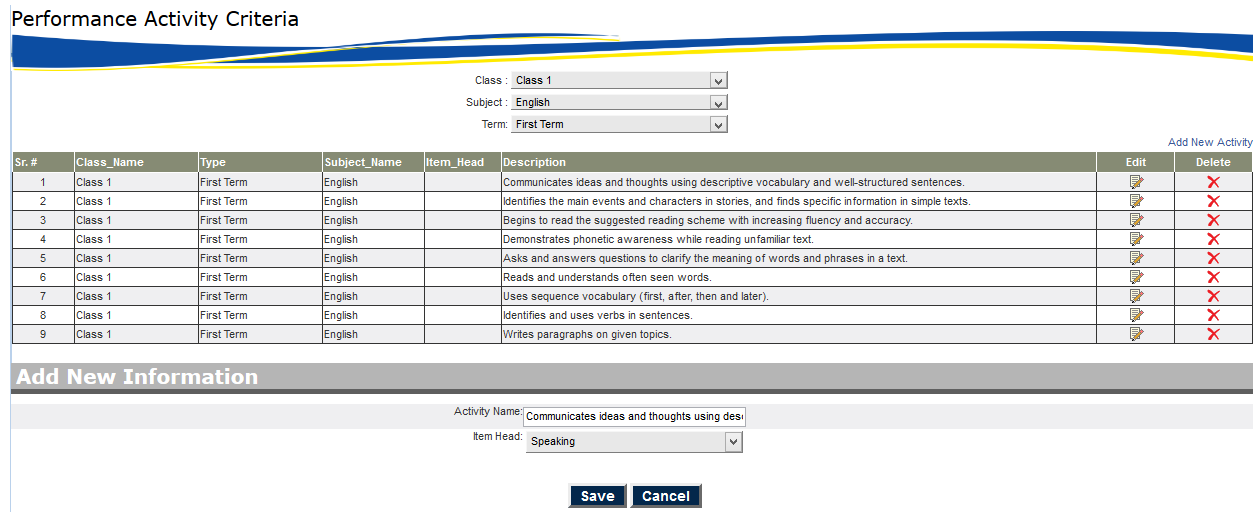 Performance Activity Criteria
Class : Class 1
Subject : English
Term: First Term
Add New Activity
Sr. # Class_Name Type Subject_Name Item_Head Description Edit Delete
1 Class 1 First Term English Communicates ideas and thoughts using descriptive vocabulary and well-structured sentences.
2 Class 1 First Term English Identifies the main events and characters in stories, and finds specific information in simple texts.
3 Class 1 First Term English Begins to read the suggested reading scheme with increasing fluency and accuracy.
4 Class 1 First Term English Demonstrates phonetic awareness while reading unfamiliar text.
5 Class 1 First Term English Asks and answers questions to clarify the meaning of words and phrases in a text.
6 Class 1 First Term English Reads and understands often seen words.
7 Class 1 First Term English Uses sequence vocabulary (first, after, then and later).
8 Class 1 First Term English Identifies and uses verbs in sentences.
9 Class 1 First Term English Writes paragraphs on given topics.
Add New Information
Activity Name: Communicates ideas and thoughts using des
Item Head: Speaking
Save Cancel